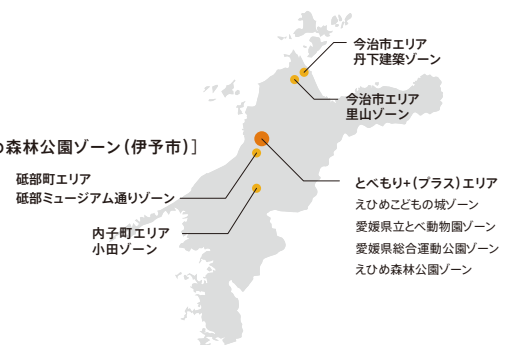 今治市エリア
丹下建築ゾーン
今治市エリア
里山ゾーン
め森林公園ゾーン(伊予市)]
砥部町エリア
砥部ミュージアム通りゾーン
内子町エリア
小田ゾーン
とべもり+(プラス)エリア
えひめこどもの城ゾーン
愛媛県立とべ動物園ゾーン
愛媛県総合運動公園ゾーン
えひめ森林公園ゾーン